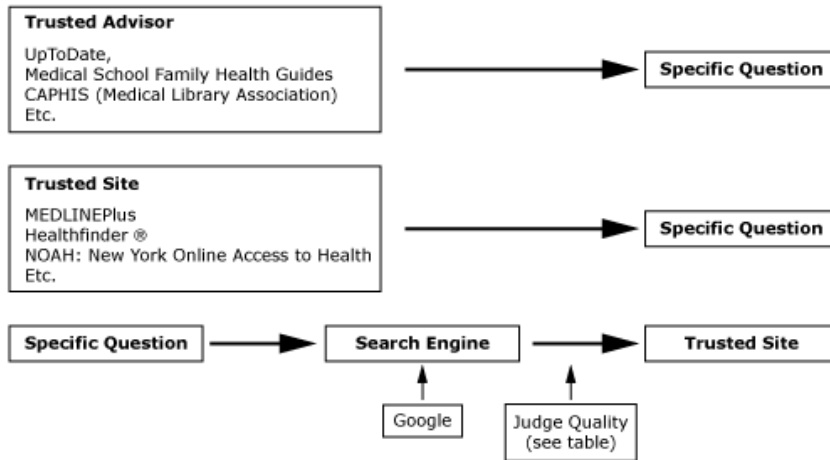 Trusted Advisor
UpToDate,
Medical School Family Health Guides
CAPHIS (Medical Library Association)
Etc.
Specific Question
Trusted Site
MEDLINEPlus
Healthfinder ®
NOAH: New York Online Access to Health
Etc.
Specific Question
Specific Question
Search Engine
Trusted Site
Google
Judge Quality
(see table)